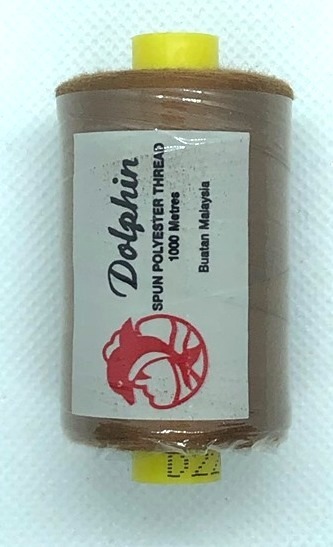 Dolphin
SPUN POLYESTER THREAD
1000 Metres
Buatan Malaysia